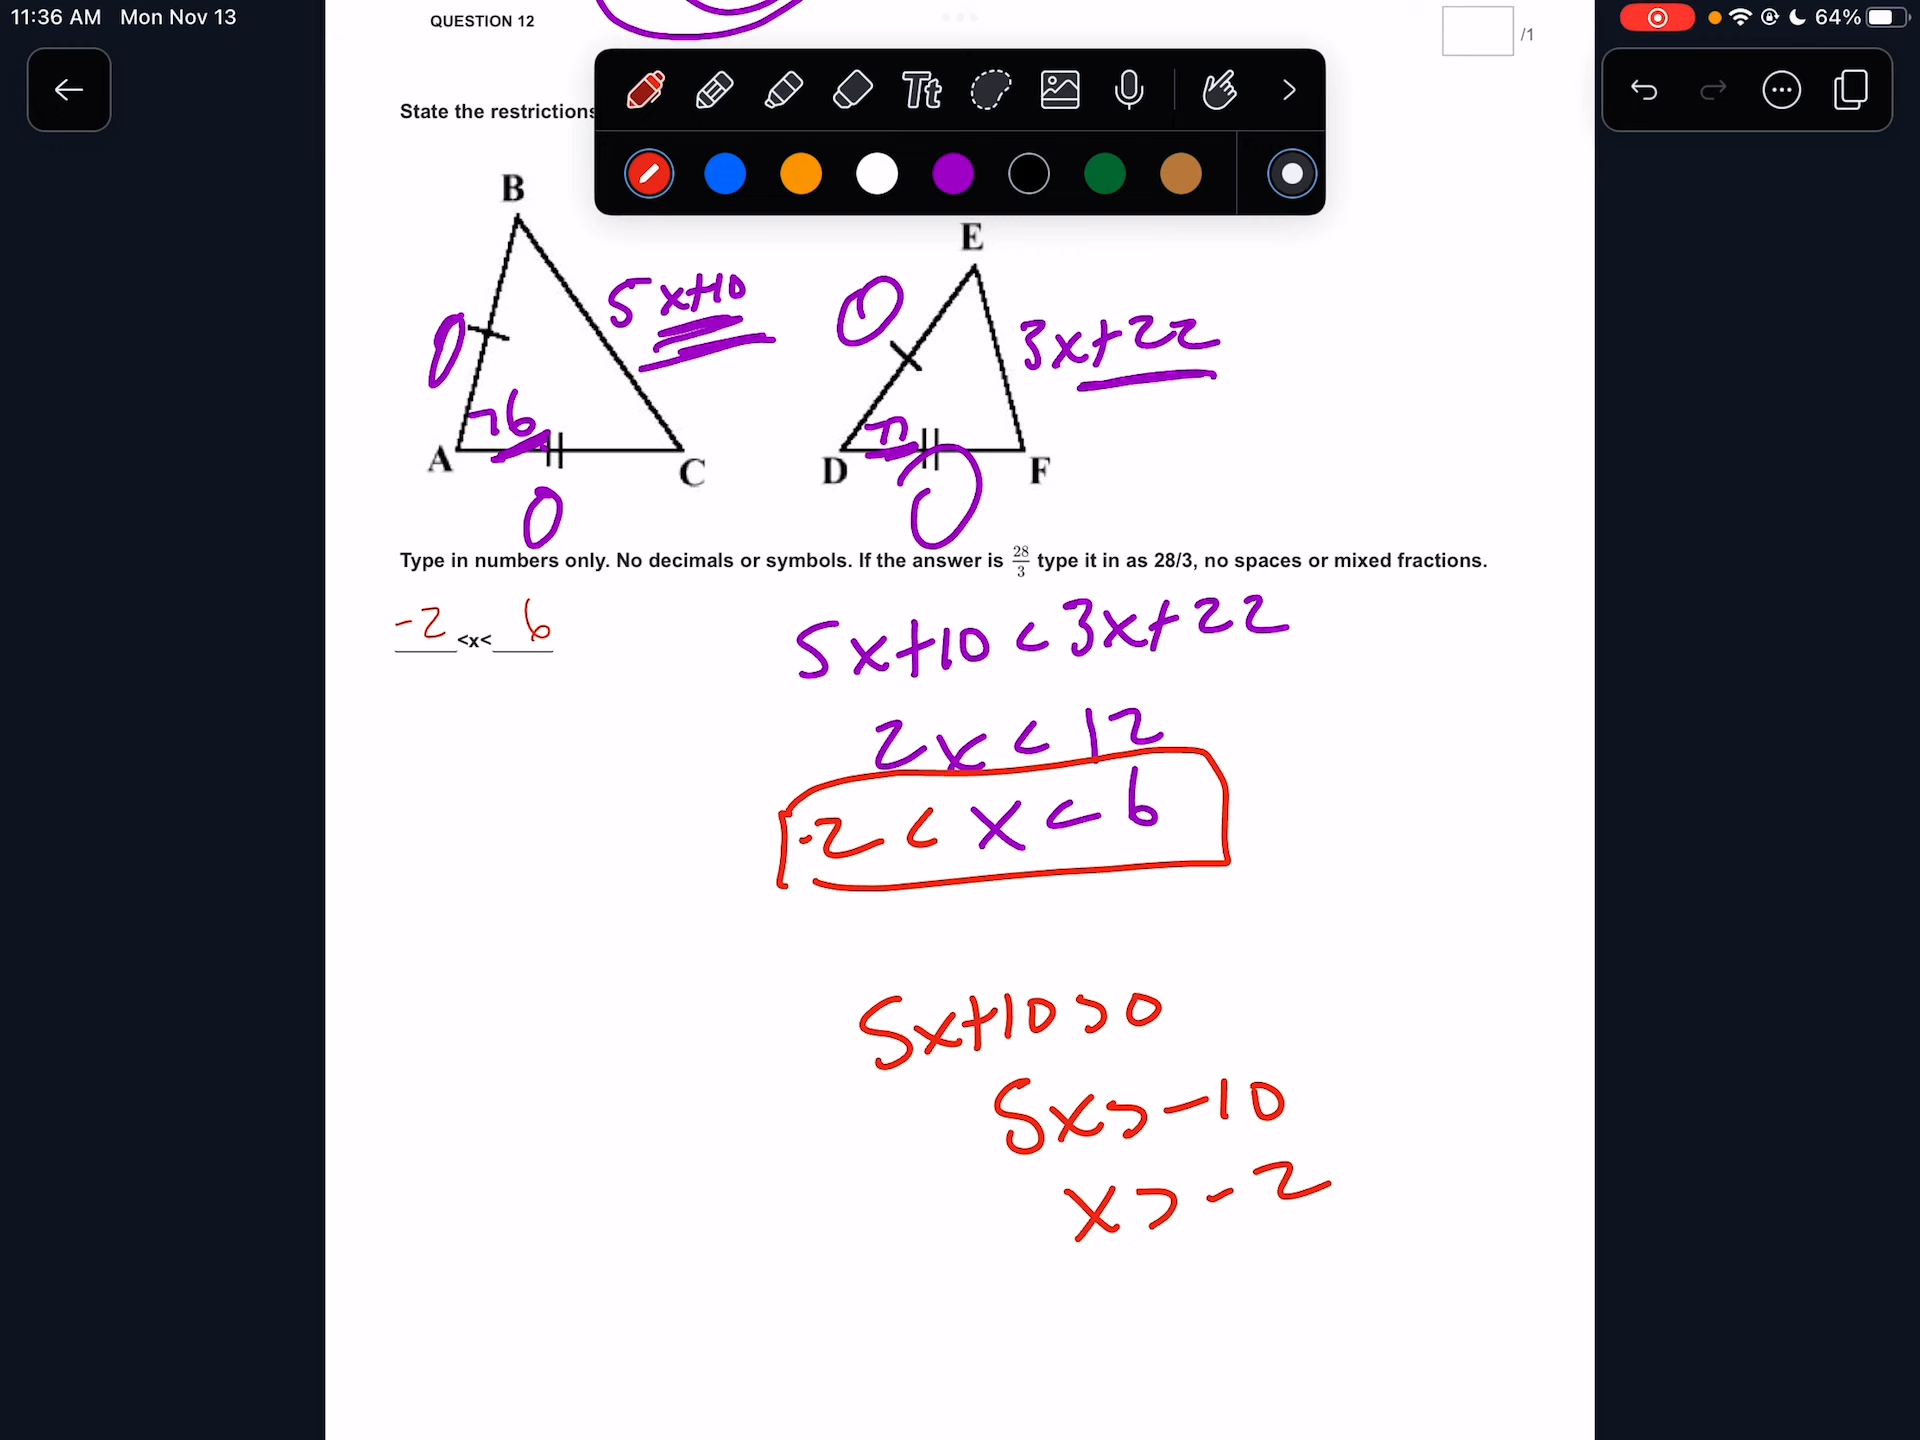 11:36 AM Mon Nov 13
64%
QUESTION 12
/1
Tt
State the restrictions
B
E
5x+10
3x+22
76
A
C
D
F
Type in numbers only. No decimals or symbols. If the answer is 28/3 type it in as 28/3, no spaces or mixed fractions.
-2 <x< 6
5x+10 < 3x+22
2x < 12
-2 < x < 6
5x+10 > 0
5x > -10
x > -2